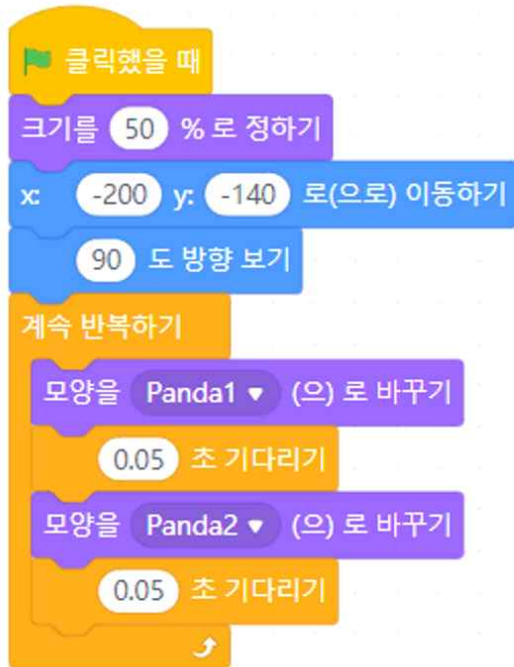 클릭했을 때
크기를 50 % 로 정하기
x: -200 y: -140 로(으로) 이동하기
90 도 방향 보기
계속 반복하기
모양을 Panda1 (으) 로 바꾸기
0.05 초 기다리기
모양을 Panda2 (으) 로 바꾸기
0.05 초 기다리기